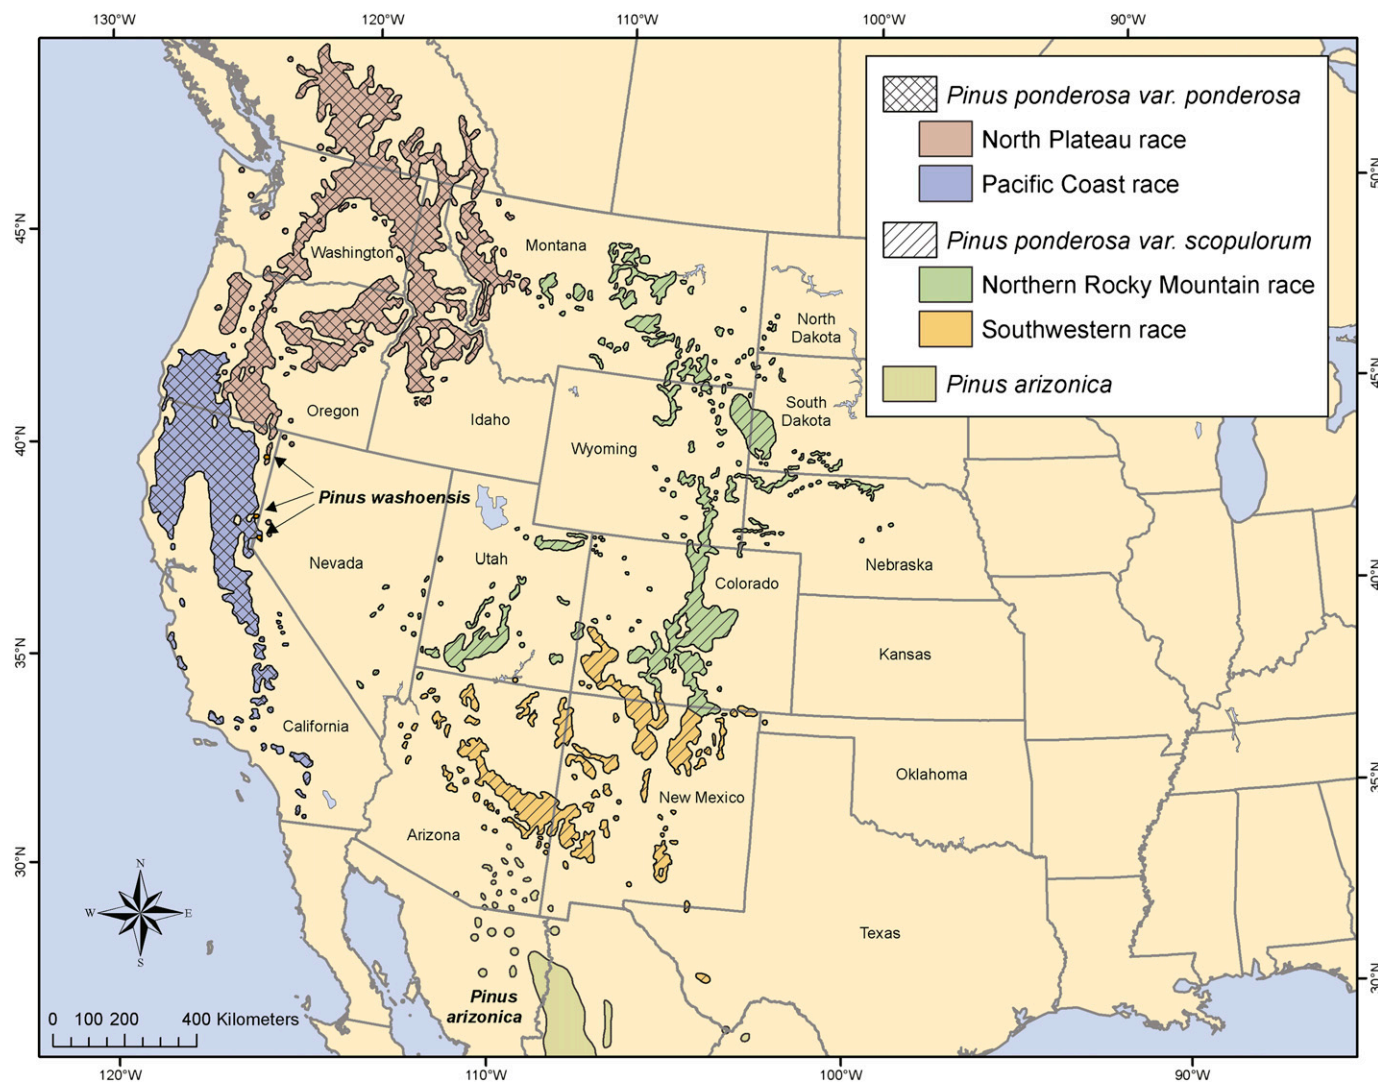 130°W
120°W
110°W
100°W
90°W
Pinus ponderosa var. ponderosa
North Plateau race
Pacific Coast race
Pinus ponderosa var. scopulorum
Northern Rocky Mountain race
Southwestern race
Pinus arizonica
50°N
45°N
45°N
40°N
40°N
35°N
35°N
30°N
30°N
Washington
Montana
North
Dakota
Oregon
Idaho
South
Dakota
Wyoming
Pinus washoensis
Nevada
Utah
Colorado
Nebraska
Kansas
California
Arizona
New Mexico
Oklahoma
Texas
N
W
E
S
Pinus
arizonica
0 100 200 400 Kilometers
120°W
110°W
100°W
90°W